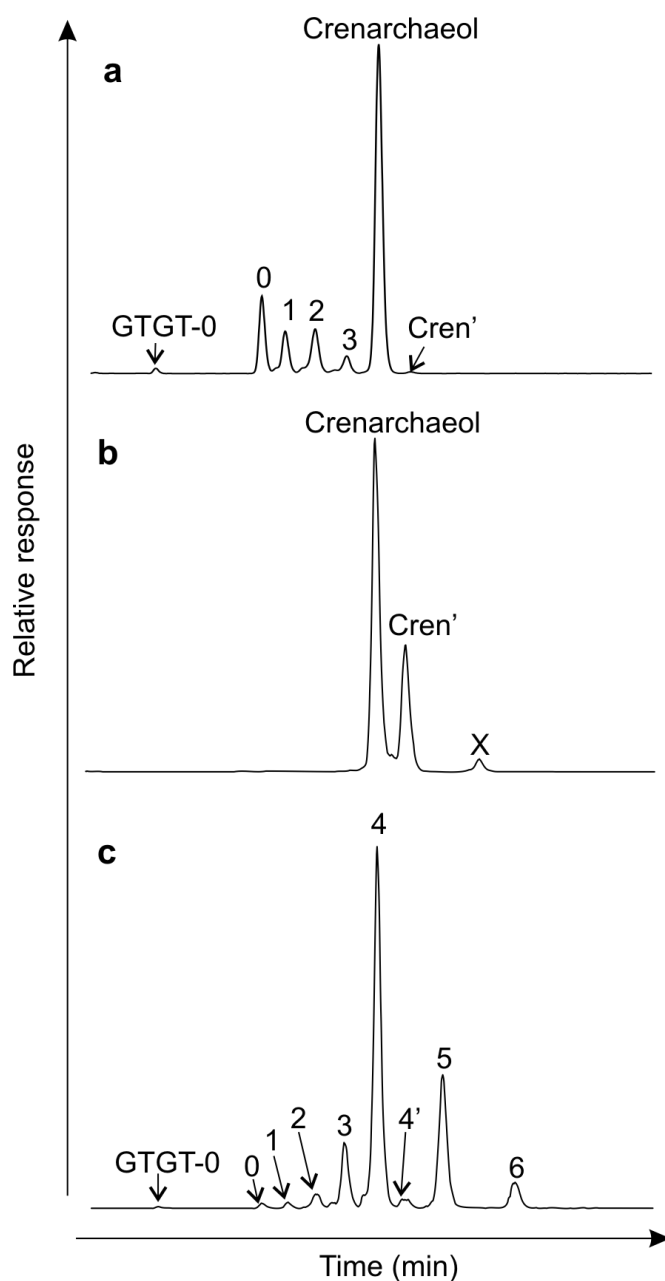 Crenarchaeol
a
0
1
2
3
GTGT-0
Cren’
Crenarchaeol
b
Cren’
X
4
c
5
4’
2
3
1
GTGT-0
0
6
Relative response
Time (min)